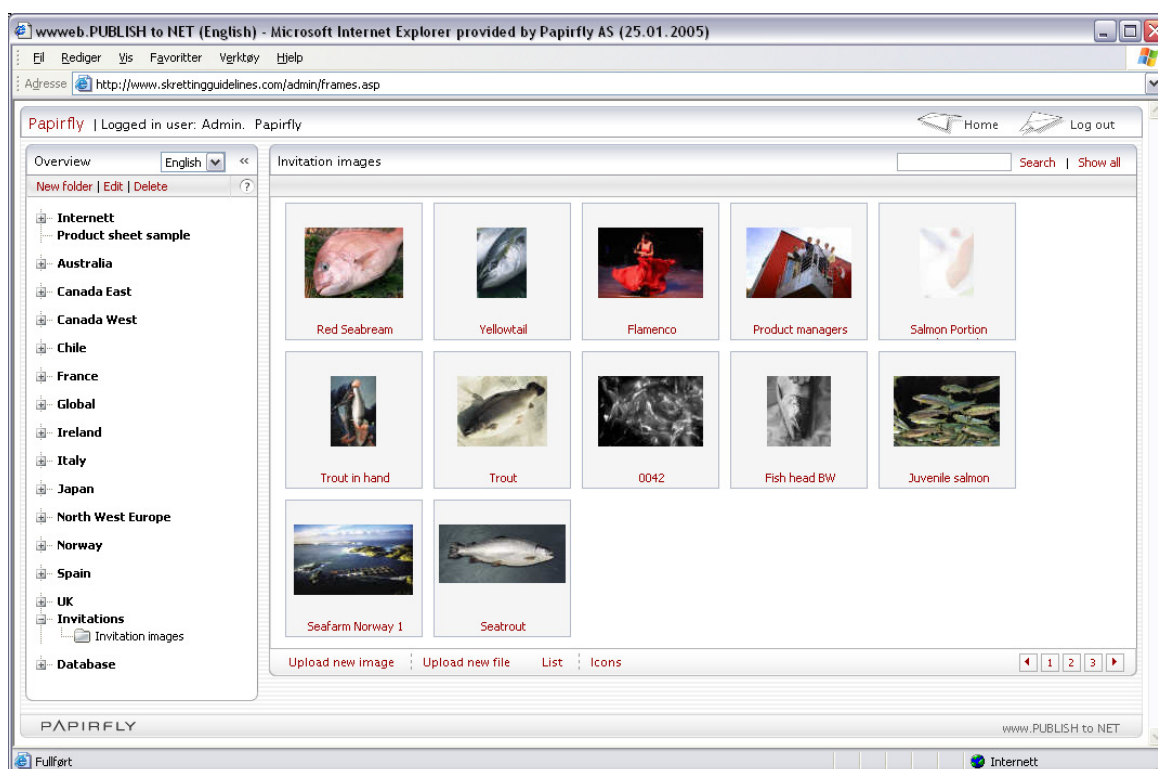 wwweb.PUBLISH to NET (English) - Microsoft Internet Explorer provided by Papirfly AS (25.01.2005)
Fil Rediger Vis Favoritter Verktøy Hjelp
Adresse http://www.skrettingguidelines.com/admin/frames.asp
Papirfly | Logged in user: Admin. Papirfly Home Log out
Overview English «
New folder | Edit | Delete ?
Internett
Product sheet sample
Australia
Canada East
Canada West
Chile
France
Global
Ireland
Italy
Japan
North West Europe
Norway
Spain
UK
Invitations
Invitation images
Database
Invitation images Search | Show all
Red Seabream Yellowtail Flamenco Product managers Salmon Portion
Trout in hand Trout 0042 Fish head BW Juvenile salmon
Seafarm Norway 1 Seatrout
Upload new image Upload new file List Icons 1 2 3
PAPIRFLY www.PUBLISH to NET
Fullført Internett